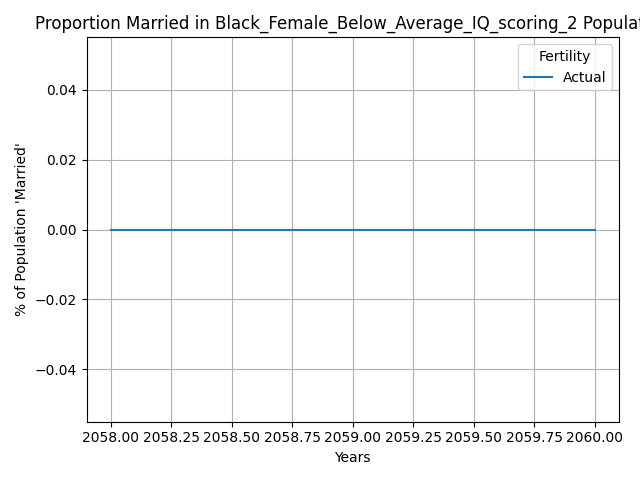 Proportion Married in Black_Female_Below_Average_IQ_scoring_2
Fertility
Actual
% of Population 'Married'
0.04
0.02
0.00
−0.02
−0.04
2058.00 2058.25 2058.50 2058.75 2059.00 2059.25 2059.50 2059.75 2060.00
Years